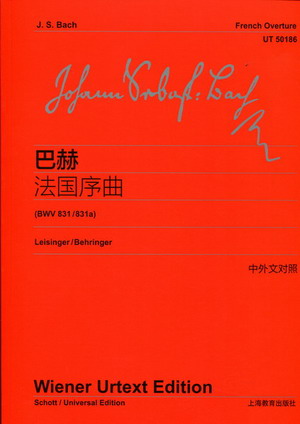 J. S. Bach
French Overture
UT 50186
Johann Sebast: Bach
巴赫
法国序曲
(BWV 831/831a)
Leisinger/Behringer
中外文对照
Wiener Urtext Edition
Schott / Universal Edition
上海教育出版社